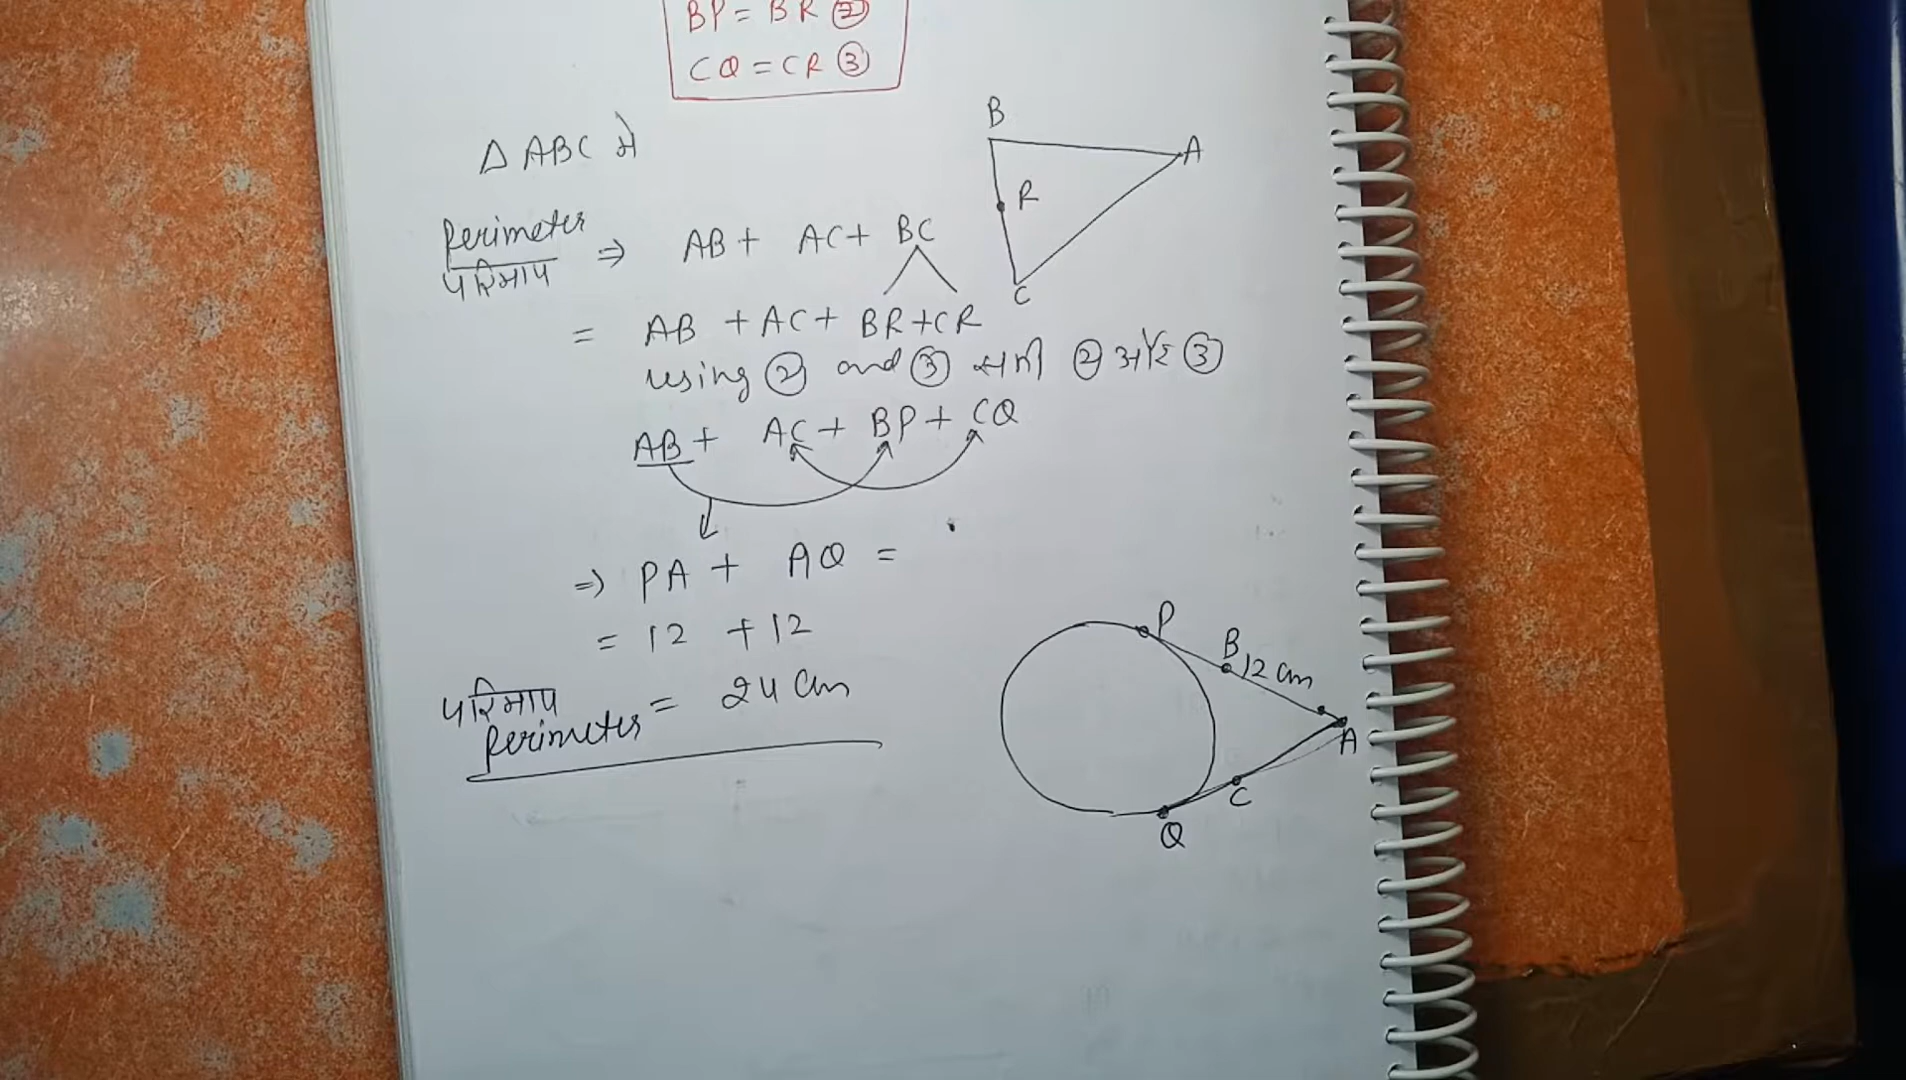 BP = BR ②
CQ = CR ③
△ ABC में
B
A
R
C
Perimeter
परिमाप
⇒ AB + AC + BC
= AB + AC + BR + CR
using ② and ③ समी ② और ③
AB + AC + BP + CQ
⇒ PA + AQ =
= 12 + 12
परिमाप
Perimeter = 24 cm
P
B
12 cm
A
C
Q